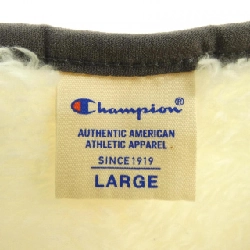 Champion®
AUTHENTIC AMERICAN
ATHLETIC APPAREL
SINCE 1919
LARGE